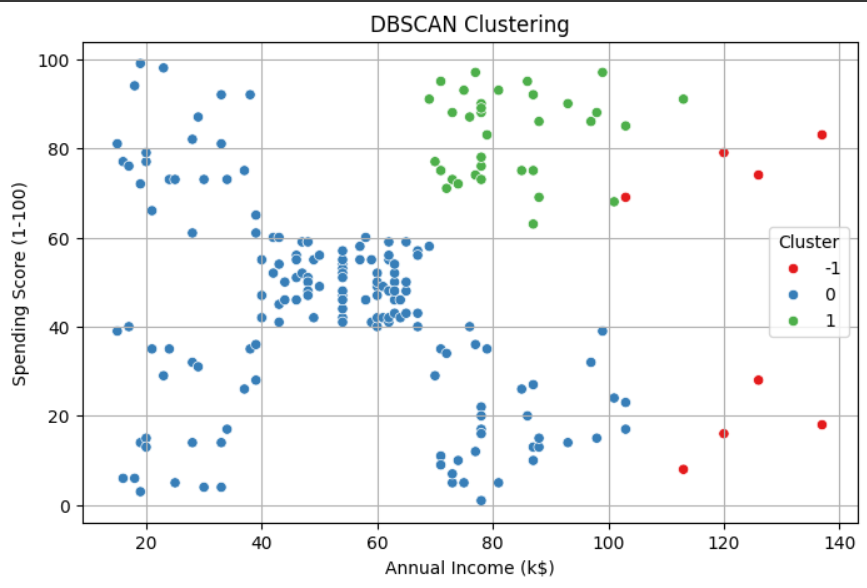 DBSCAN Clustering
100
80
60
40
20
0
Spending Score (1-100)
Cluster
-1
0
1
20 40 60 80 100 120 140
Annual Income (k$)